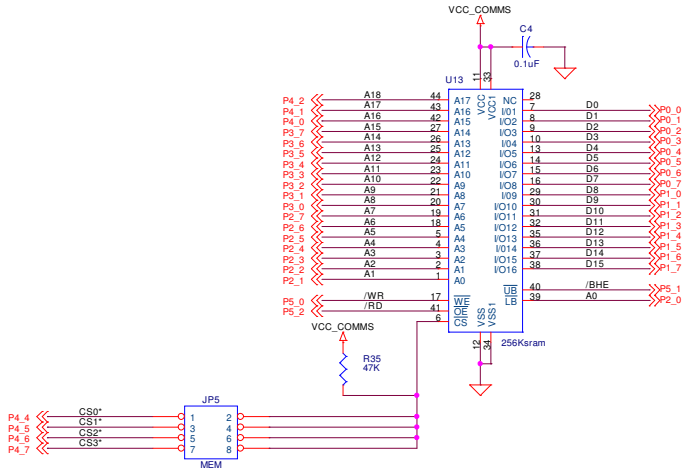 VCC_COMMS
C4
0.1uF
U13
11
33
VCC
VCC1
P4_2 A18 44 A17 NC 28
P4_1 A17 43 A16 I/01 7 D0 P0_0
P4_0 A16 42 A15 I/O2 8 D1 P0_1
P3_7 A15 27 A14 I/O3 9 D2 P0_2
P3_6 A14 26 A13 I/04 10 D3 P0_3
P3_5 A13 25 A12 I/O5 13 D4 P0_4
P3_4 A12 24 A11 I/O6 14 D5 P0_5
P3_3 A11 23 A10 I/O7 15 D6 P0_6
P3_2 A10 22 A9 I/O8 16 D7 P0_7
P3_1 A9 21 A8 I/09 29 D8 P1_0
P3_0 A8 20 A7 I/O10 30 D9 P1_1
P2_7 A7 19 A6 I/O11 31 D10 P1_2
P2_6 A6 18 A5 I/O12 32 D11 P1_3
P2_5 A5 5 A4 I/O13 35 D12 P1_4
P2_4 A4 4 A3 I/014 36 D13 P1_5
P2_3 A3 3 A2 I/O15 37 D14 P1_6
P2_2 A2 2 A1 I/O16 38 D15 P1_7
P2_1 A1 1 A0
UB 40 /BHE P5_1
P5_0 /WR 17 WE LB 39 A0 P2_0
P5_2 /RD 41 OE
6 CS
VSS
VSS1
VCC_COMMS
12
34
256Ksram
R35
47K
JP5
P4_4 CS0* 1 2
P4_5 CS1* 3 4
P4_6 CS2* 5 6
P4_7 CS3* 7 8
MEM